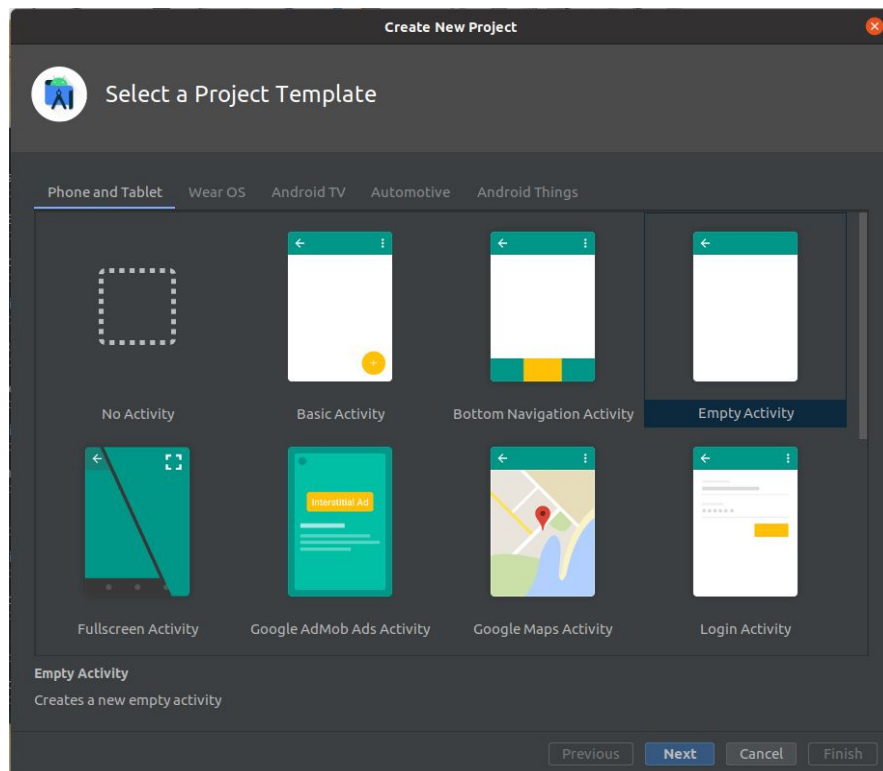 Create New Project
Select a Project Template
Phone and Tablet Wear OS Android TV Automotive Android Things
No Activity Basic Activity Bottom Navigation Activity Empty Activity
Interstitial Ad
Fullscreen Activity Google AdMob Ads Activity Google Maps Activity Login Activity
Empty Activity
Creates a new empty activity
Previous Next Cancel Finish